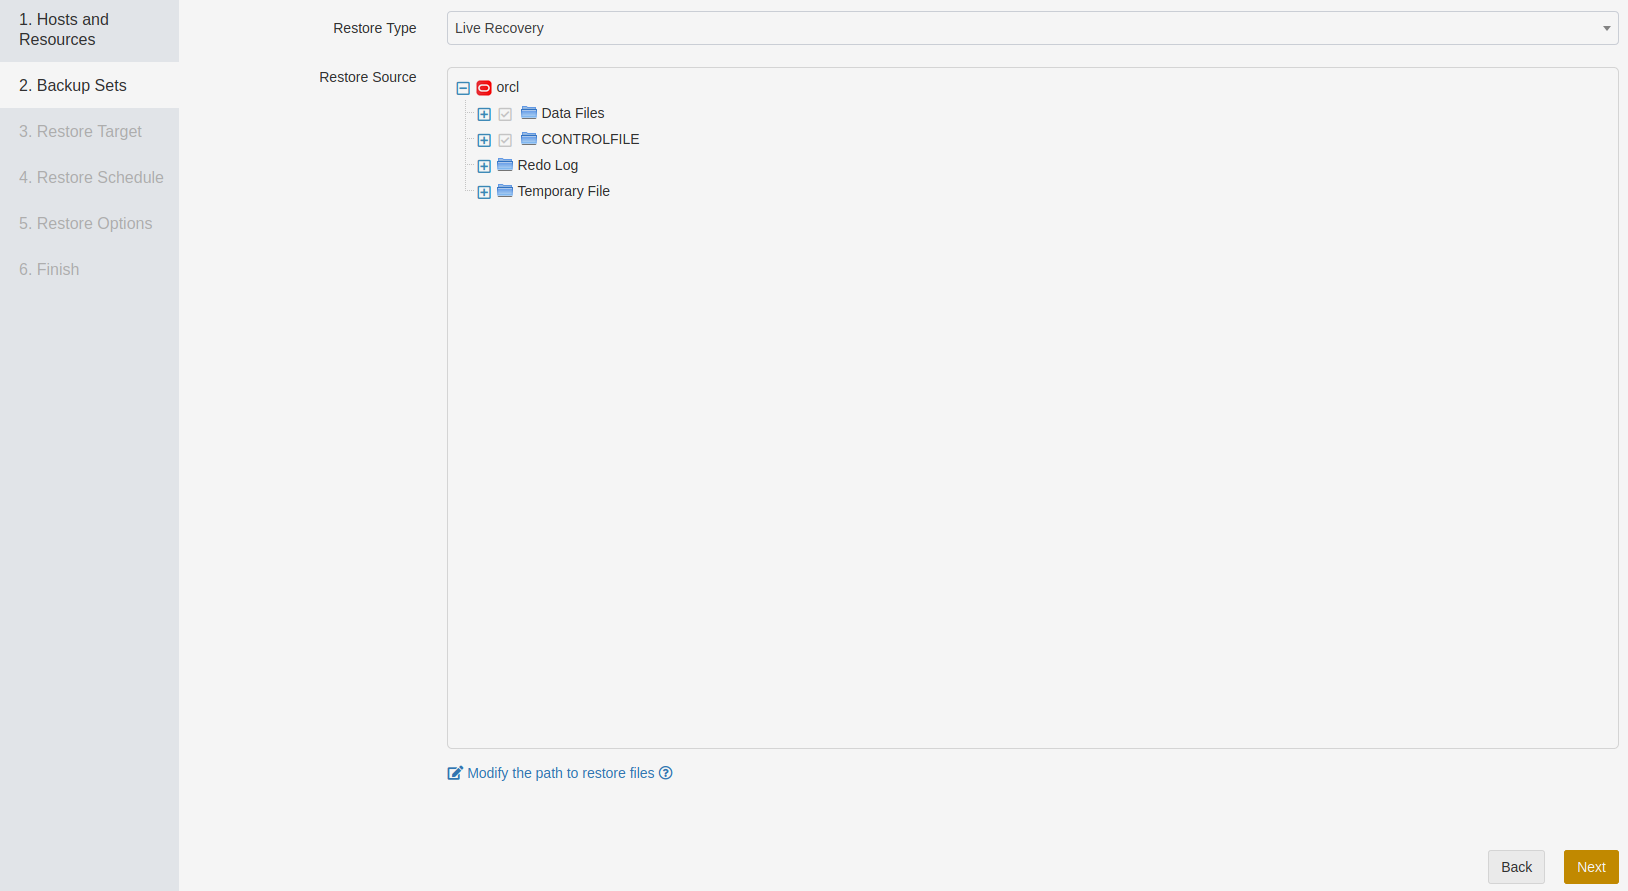 1. Hosts and
Resources
2. Backup Sets
3. Restore Target
4. Restore Schedule
5. Restore Options
6. Finish
Restore Type
Live Recovery
Restore Source
orcl
Data Files
CONTROLFILE
Redo Log
Temporary File
Modify the path to restore files
Back
Next